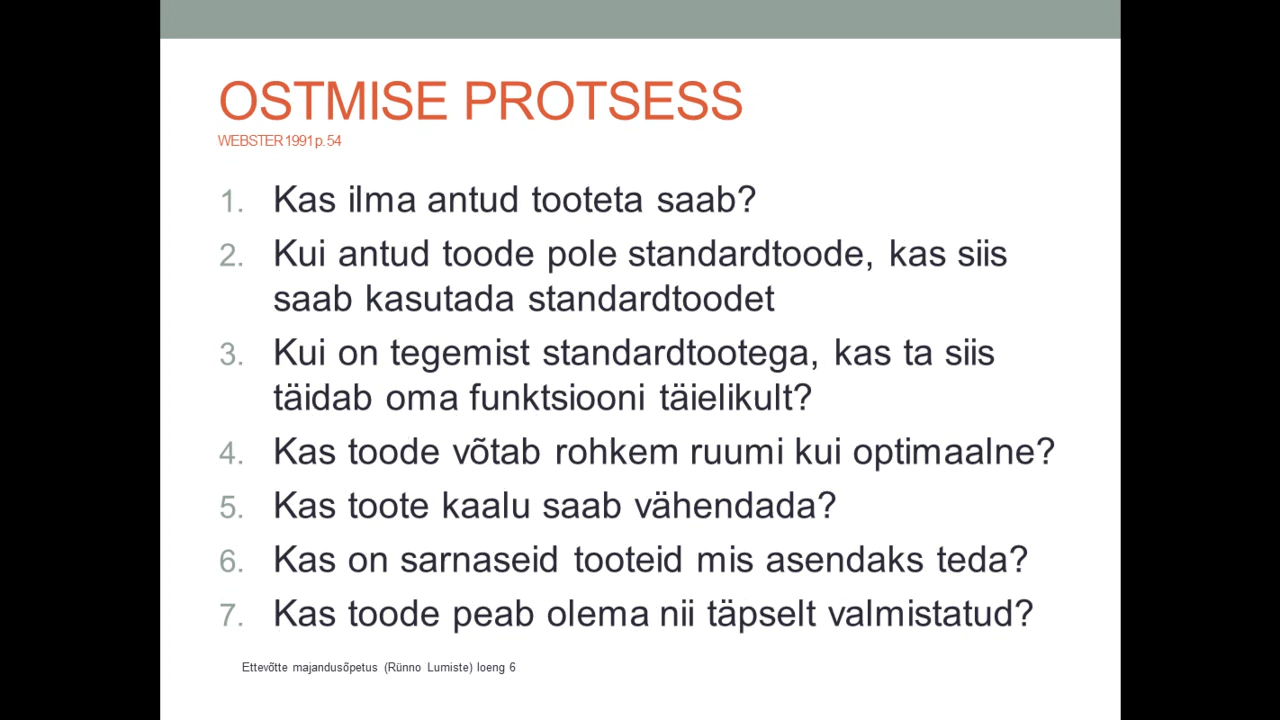 OSTMISE PROTSESS
WEBSTER 1991 p. 54
1. Kas ilma antud tooteta saab?
2. Kui antud toode pole standardtoode, kas siis
saab kasutada standardtoodet
3. Kui on tegemist standardtootega, kas ta siis
täidab oma funktsiooni täielikult?
4. Kas toode võtab rohkem ruumi kui optimaalne?
5. Kas toote kaalu saab vähendada?
6. Kas on sarnaseid tooteid mis asendaks teda?
7. Kas toode peab olema nii täpselt valmistatud?
Ettevõtte majandusõpetus (Rünno Lumiste) loeng 6